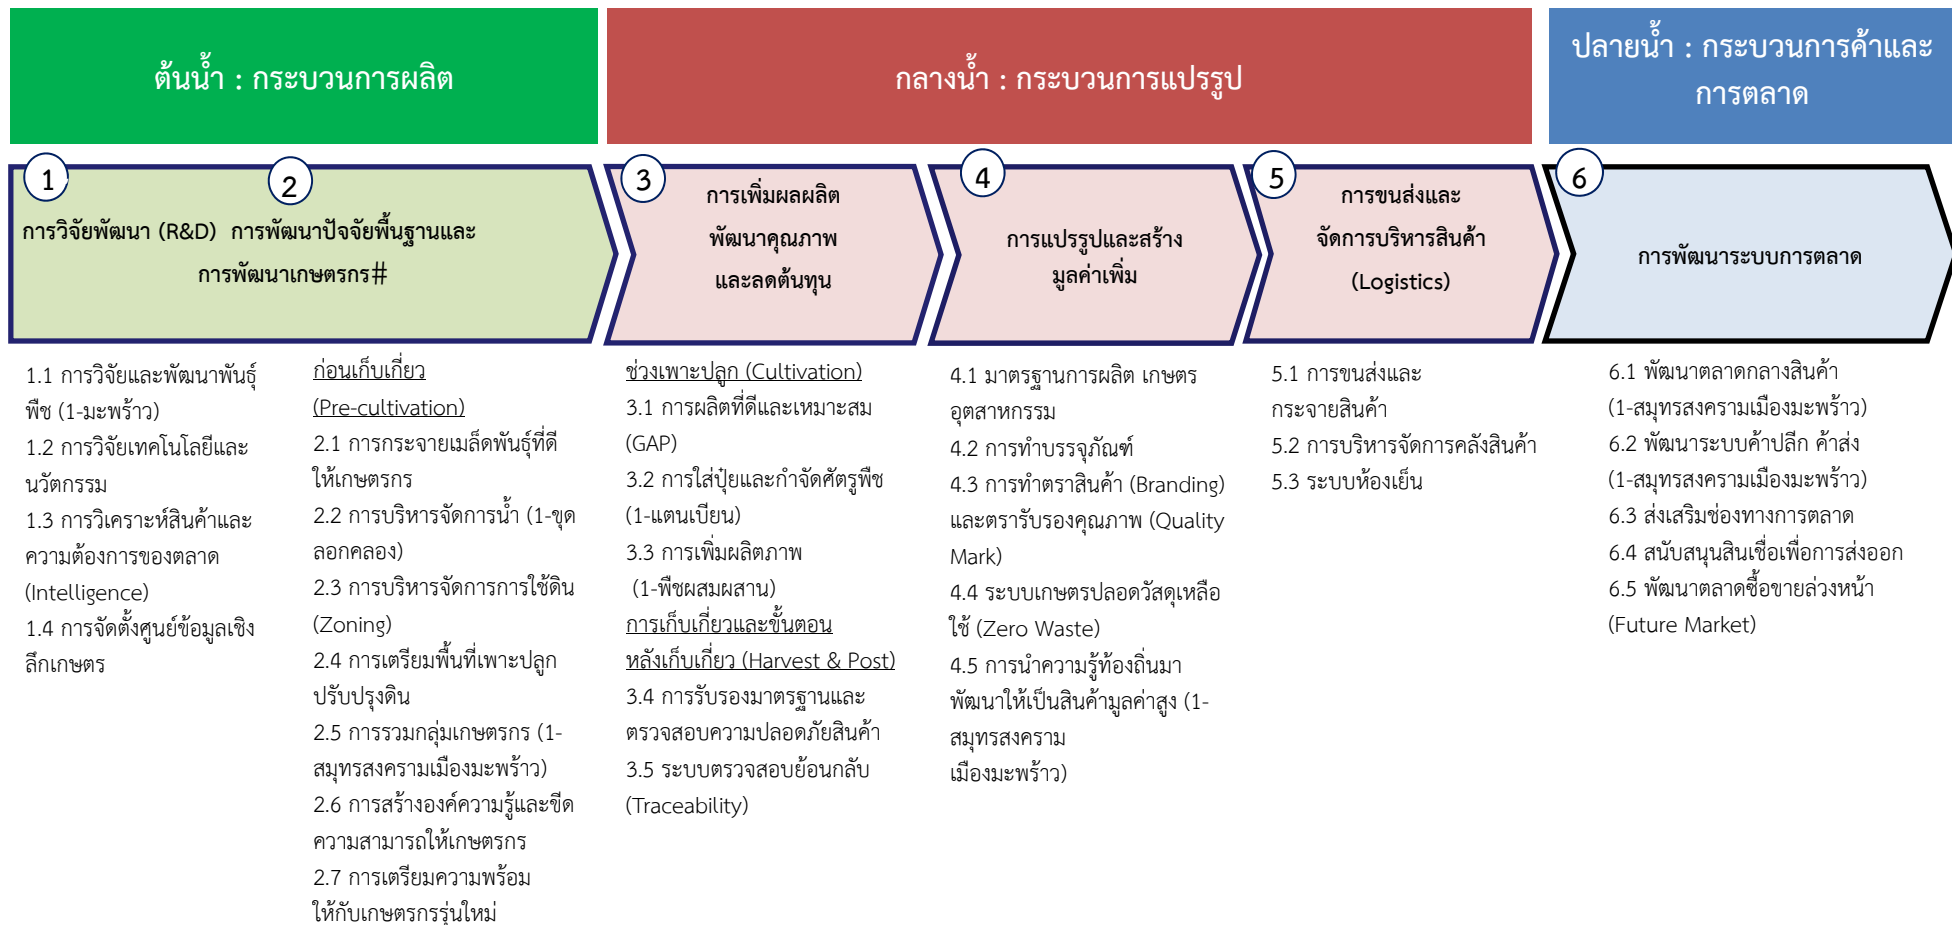 ต้นน้ำ : กระบวนการผลิต
กลางน้ำ : กระบวนการแปรรูป
ปลายน้ำ : กระบวนการค้าและ
การตลาด
1
2
การวิจัยพัฒนา (R&D) การพัฒนาปัจจัยพื้นฐานและ
การพัฒนาเกษตรกร#
3
การเพิ่มผลผลิต
พัฒนาคุณภาพ
และลดต้นทุน
4
การแปรรูปและสร้าง
มูลค่าเพิ่ม
5
การขนส่งและ
จัดการบริหารสินค้า
(Logistics)
6
การพัฒนาระบบการตลาด
1.1 การวิจัยและพัฒนาพันธุ์
พืช (1-มะพร้าว)
1.2 การวิจัยเทคโนโลยีและ
นวัตกรรม
1.3 การวิเคราะห์สินค้าและ
ความต้องการของตลาด
(Intelligence)
1.4 การจัดตั้งศูนย์ข้อมูลเชิง
ลึกเกษตร
ก่อนเก็บเกี่ยว
(Pre-cultivation)
2.1 การกระจายเมล็ดพันธุ์ที่ดี
ให้เกษตรกร
2.2 การบริหารจัดการน้ำ (1-ขุด
ลอกคลอง)
2.3 การบริหารจัดการการใช้ดิน
(Zoning)
2.4 การเตรียมพื้นที่เพาะปลูก
ปรับปรุงดิน
2.5 การรวมกลุ่มเกษตรกร (1-
สมุทรสงครามเมืองมะพร้าว)
2.6 การสร้างองค์ความรู้และขีด
ความสามารถให้เกษตรกร
2.7 การเตรียมความพร้อม
ให้กับเกษตรกรรุ่นใหม่
ช่วงเพาะปลูก (Cultivation)
3.1 การผลิตที่ดีและเหมาะสม
(GAP)
3.2 การใส่ปุ๋ยและกำจัดศัตรูพืช
(1-แตนเบียน)
3.3 การเพิ่มผลิตภาพ
(1-พืชผสมผสาน)
การเก็บเกี่ยวและขั้นตอน
หลังเก็บเกี่ยว (Harvest & Post)
3.4 การรับรองมาตรฐานและ
ตรวจสอบความปลอดภัยสินค้า
3.5 ระบบตรวจสอบย้อนกลับ
(Traceability)
4.1 มาตรฐานการผลิต เกษตร
อุตสาหกรรม
4.2 การทำบรรจุภัณฑ์
4.3 การทำตราสินค้า (Branding)
และตรารับรองคุณภาพ (Quality
Mark)
4.4 ระบบเกษตรปลอดวัสดุเหลือ
ใช้ (Zero Waste)
4.5 การนำความรู้ท้องถิ่นมา
พัฒนาให้เป็นสินค้ามูลค่าสูง (1-
สมุทรสงคราม
เมืองมะพร้าว)
5.1 การขนส่งและ
กระจายสินค้า
5.2 การบริหารจัดการคลังสินค้า
5.3 ระบบห้องเย็น
6.1 พัฒนาตลาดกลางสินค้า
(1-สมุทรสงครามเมืองมะพร้าว)
6.2 พัฒนาระบบค้าปลีก ค้าส่ง
(1-สมุทรสงครามเมืองมะพร้าว)
6.3 ส่งเสริมช่องทางการตลาด
6.4 สนับสนุนสินเชื่อเพื่อการส่งออก
6.5 พัฒนาตลาดซื้อขายล่วงหน้า
(Future Market)